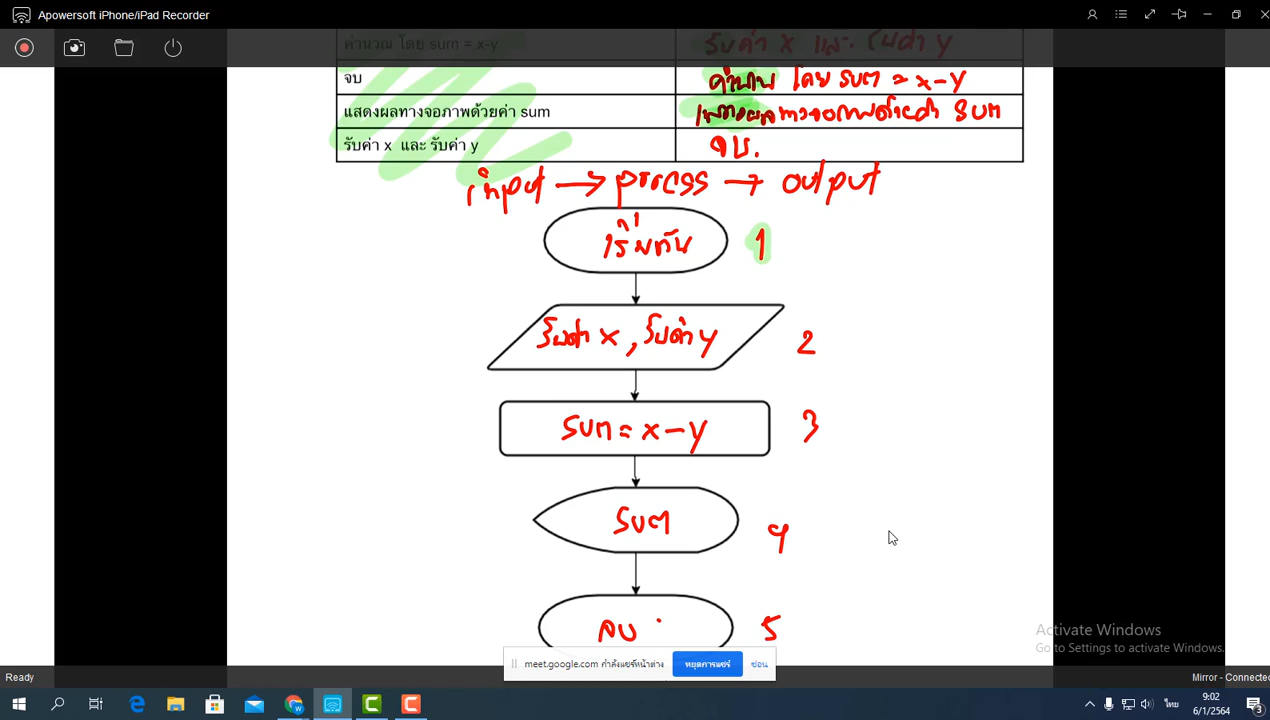 Apowersoft iPhone/iPad Recorder
คำนวณ โดย sum = x-y
รับค่า x และ รับค่า y
จบ
คำนวณ โดย sum = x-y
แสดงผลทางจอภาพด้วยค่า sum
แสดงผลทางจอภาพด้วยค่า sum
รับค่า x และ รับค่า y
จบ.
input → process → output
เริ่มต้น
1
รับค่า x , รับค่า y
2
sum = x-y
3
sum
4
จบ
5
meet.google.com กำลังแชร์หน้าต่าง
หยุดการแชร์
ซ่อน
Activate Windows
Go to Settings to activate Windows.
Ready
Mirror - Connected
ไทย
9:02
6/1/2564
3